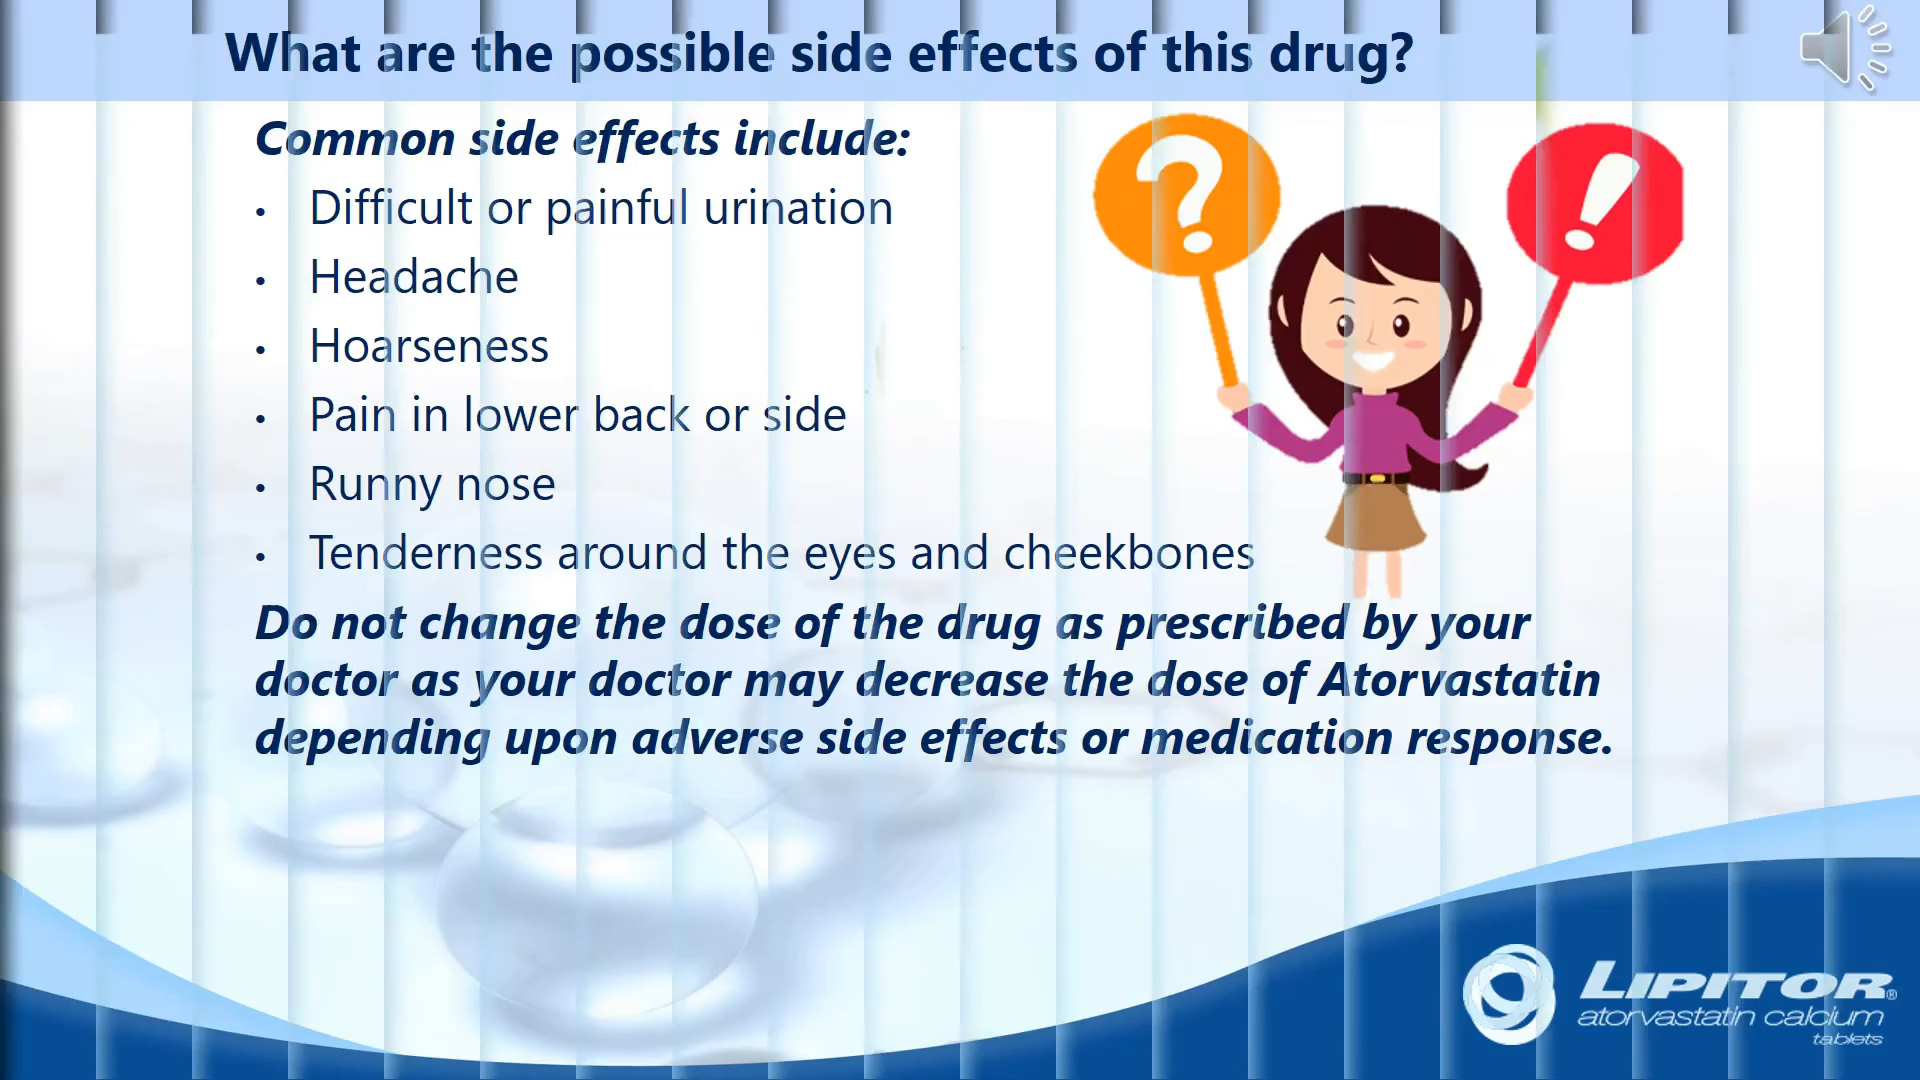 What are the possible side effects of this drug?
Common side effects include:
• Difficult or painful urination
• Headache
• Hoarseness
• Pain in lower back or side
• Runny nose
• Tenderness around the eyes and cheekbones
Do not change the dose of the drug as prescribed by your
doctor as your doctor may decrease the dose of Atorvastatin
depending upon adverse side effects or medication response.
? !
LIPITOR®
atorvastatin calcium
tablets